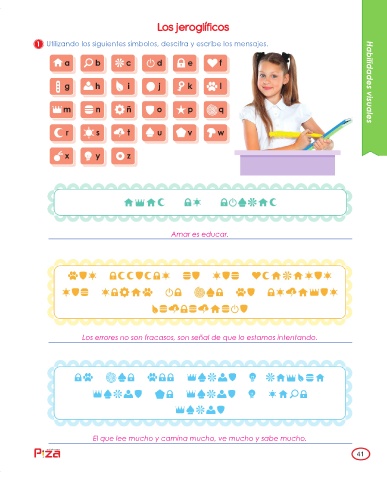 Los jeroglíficos
1 Utilizando los siguientes símbolos, descifra y escribe los mensajes.
a b c d e f
g h i j k l
m n ñ o p q
r s t u v w
x y z
Habilidades visuales
Amar es educar.
Los errores no son fracasos, son señal de que lo estamos intentando.
El que lee mucho y camina mucho, ve mucho y sabe mucho.
P:za
41